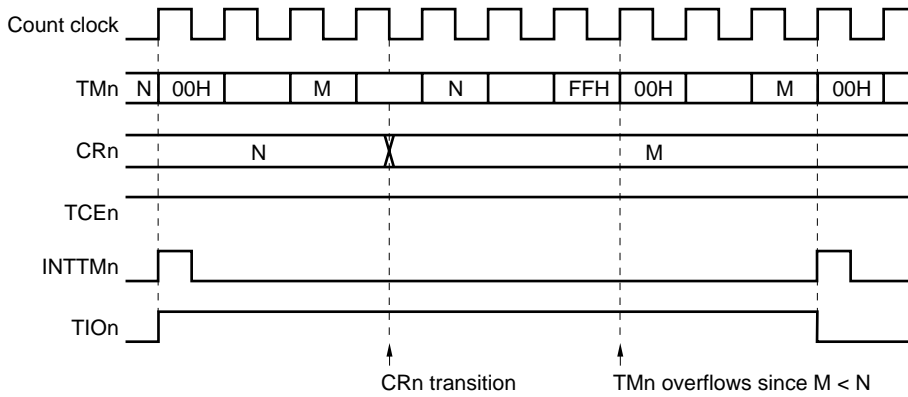 Count clock
TMn N 00H M N FFH 00H M 00H
CRn N M
TCEn
INTTMn
TIOn
CRn transition TMn overflows since M < N